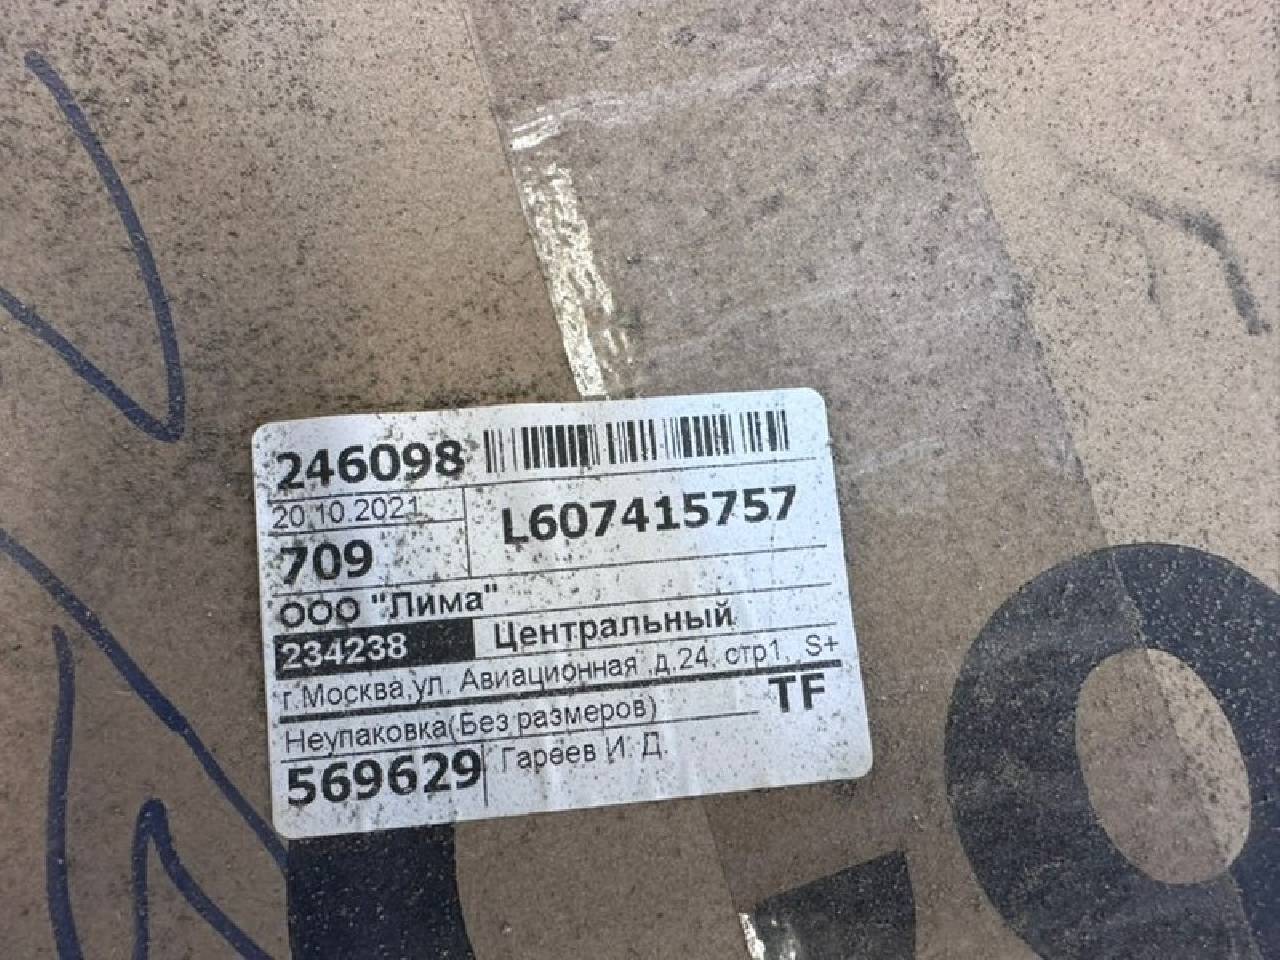 246098
20.10.2021
L607415757
709
ООО "Лима"
234238 Центральный
г.Москва,ул. Авиационная ,д.24, стр1, S+
TF
Неупаковка(Без размеров)
569629 Гареев И. Д.